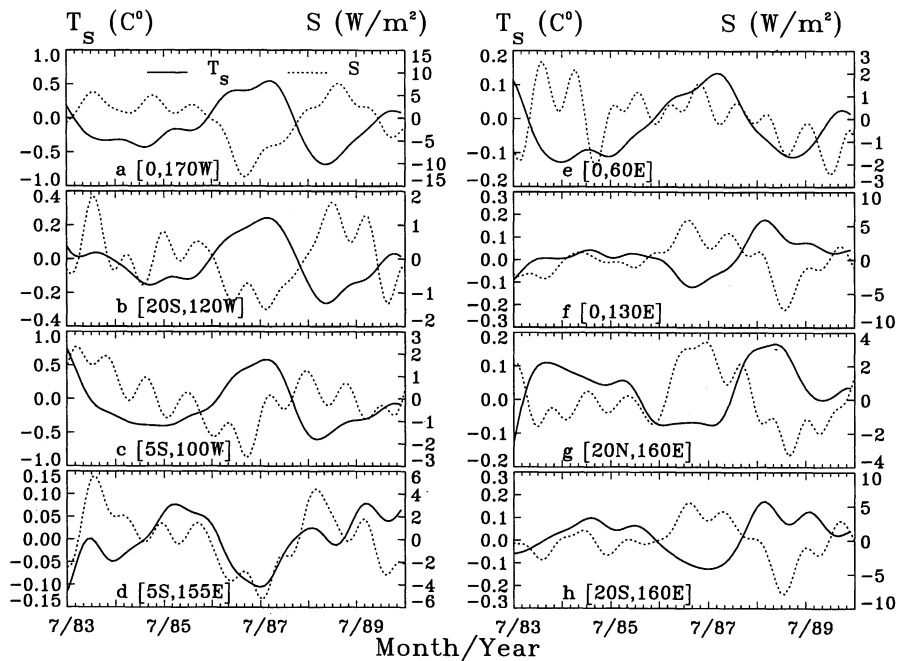 T_s (C°) S (W/m²) T_s (C°) S (W/m²)
T_s S
1.0 0.5 0.0 -0.5 -1.0
15 10 5 0 -5 -10 15
a [0,170W]
0.4 0.2 0.0 -0.2 -0.4
2 1 0 -1 -2
b [20S,120W]
1.0 0.5 0.0 -0.5 -1.0
3 2 1 0 -1 -2 -3
c [5S,100W]
0.15 0.10 0.05 0.00 -0.05 -0.10 -0.15
6 4 2 0 -2 -4 -6
d [5S,155E]
7/83 7/85 7/87 7/89
0.2 0.1 0.0 -0.1 -0.2
3 2 1 0 -1 -2 -3
e [0,60E]
0.3 0.2 0.1 0.0 -0.1 -0.2 -0.3
10 5 0 -5 -10
f [0,130E]
0.2 0.1 0.0 -0.1 -0.2
4 2 0 -2 -4
g [20N,160E]
0.3 0.2 0.1 0.0 -0.1 -0.2 -0.3
10 5 0 -5 -10
h [20S,160E]
7/83 7/85 7/87 7/89
Month/Year